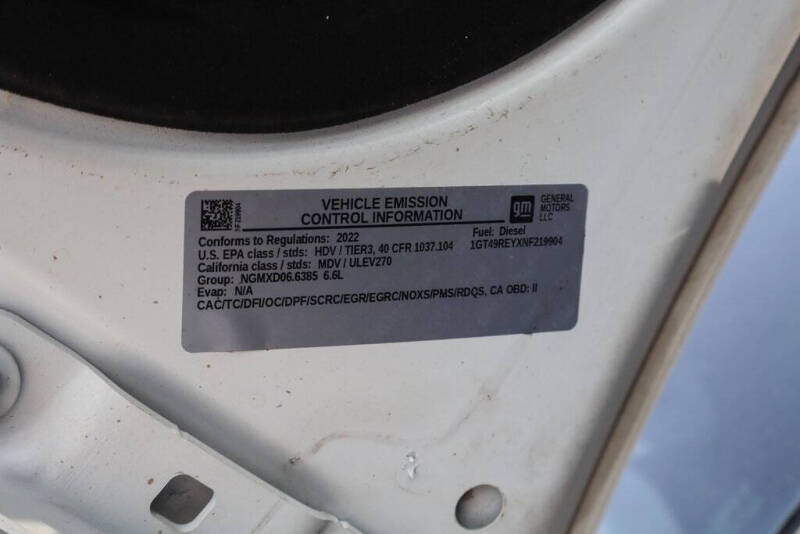 VEHICLE EMISSION
CONTROL INFORMATION
gm
GENERAL
MOTORS
LLC
NF219904
Conforms to Regulations: 2022
Fuel: Diesel
U.S. EPA class / stds: HDV / TIER3, 40 CFR 1037.104
1GT49REYXNF219904
California class / stds: MDV / ULEV270
Group: NGMXD06.6385 6.6L
Evap: N/A
CAC/TC/DFI/OC/DPF/SCRC/EGR/EGRC/NOXS/PMS/RDQS, CA OBD: II